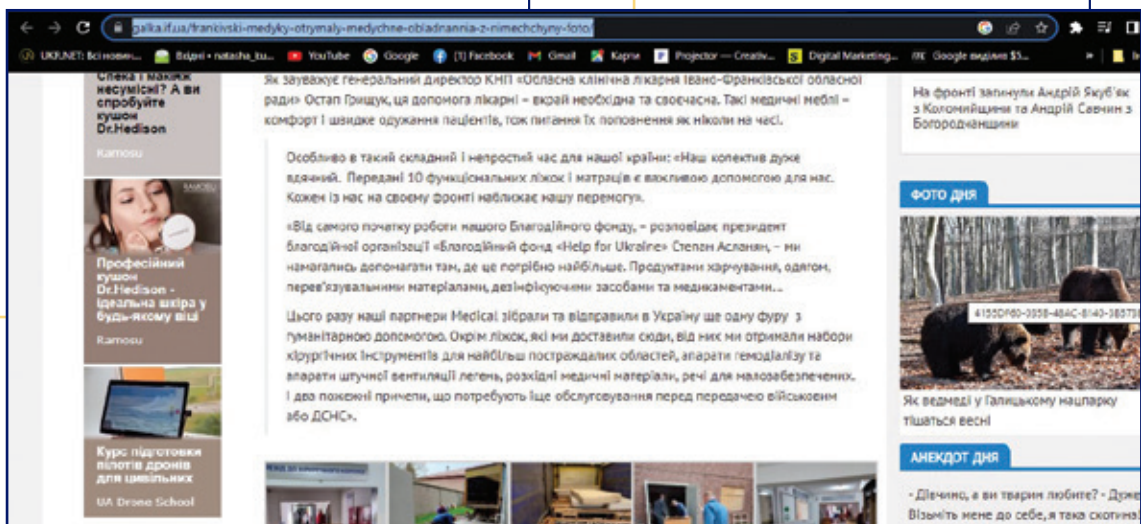 galka.if.ua/frankivski-medyky-otrymaly-medychne-obladnannia-z-nimechchyny-foto/
UKR.NET: Всі новин...
Вхідні • natasha_tu...
YouTube
Google
(1) Facebook
Gmail
Карти
Projector — Creativ...
Digital Marketing...
Google виділив $5...
Спека і макіяж
несумісні? А ви
спробуйте
кушон
Dr.Hedison
Ramosu
RAMOSU
Професійний
кушон
Dr.Hedison -
ідеальна шкіра у
будь-якому віці
Ramosu
Курс підготовки
пілотів дронів
для цивільних
UA Drone School
Як зауважує генеральний директор КНП «Обласна клінічна лікарня Івано-Франківської обласної
ради» Остап Грищук, ця допомога лікарні – вкрай необхідна та своєчасна. Такі медичні меблі –
комфорт і швидке одужання пацієнтів, тож питання їх поповнення як ніколи на часі.
Особливо в такий складний і непростий час для нашої країни: «Наш колектив дуже
вдячний. Передані 10 функціональних ліжок і матраців є важливою допомогою для нас.
Кожен із нас на своєму фронті наближає нашу перемогу».
«Від самого початку роботи нашого Благодійного фонду, – розповідає президент
благодійної організації «Благодійний фонд «Help for Ukraine» Степан Асланян, – ми
намагались допомагати там, де це потрібно найбільше. Продуктами харчування, одягом,
перев'язувальними матеріалами, дезінфікуючими засобами та медикаментами...
Цього разу наші партнери Medical зібрали та відправили в Україну ще одну фуру з
гуманітарною допомогою. Окрім ліжок, які ми доставили сюди, від них ми отримали набори
хірургічних інструментів для найбільш постраждалих областей, апарати гемодіалізу та
апарати штучної вентиляції легень, розхідні медичні матеріали, речі для малозабезпечених.
І два пожежні причепи, що потребують іще обслуговування перед передачею військовим
або ДСНС».
На фронті загинули Андрій Якуб'як
з Коломийщини та Андрій Савчин з
Богородчанщини
ФОТО ДНЯ
Як ведмеді у Галицькому нацпарку
тішаться весні
АНЕКДОТ ДНЯ
- Дівчино, а ви тварин любите? - Дуже
Візьміть мене до себе, я така скотина